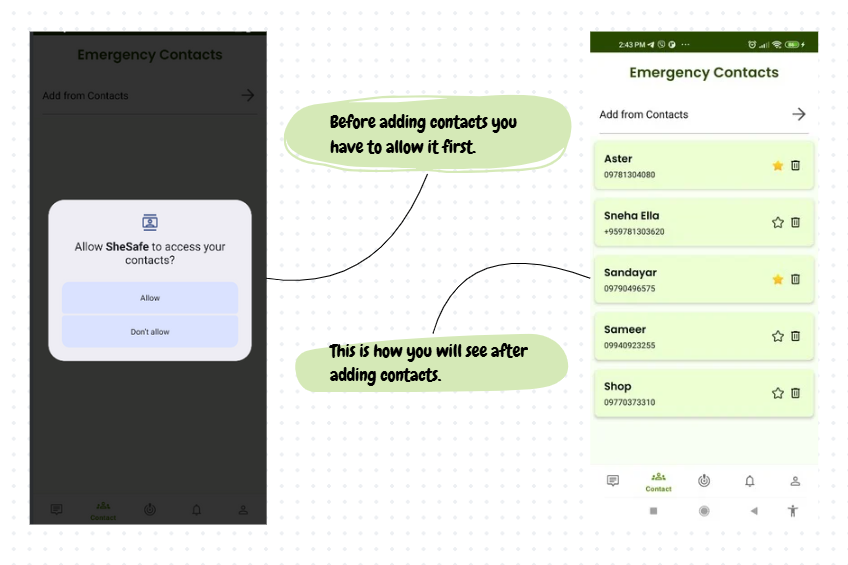 Emergency Contacts
Add from Contacts
Allow SheSafe to access your
contacts?
Allow
Don't allow
Contact
Before adding contacts you
have to allow it first.
This is how you will see after
adding contacts.
2:43 PM
Emergency Contacts
Add from Contacts
Aster
09781304080
Sneha Ella
+959781303620
Sandayar
09790496575
Sameer
09940923255
Shop
09770373310
Contact